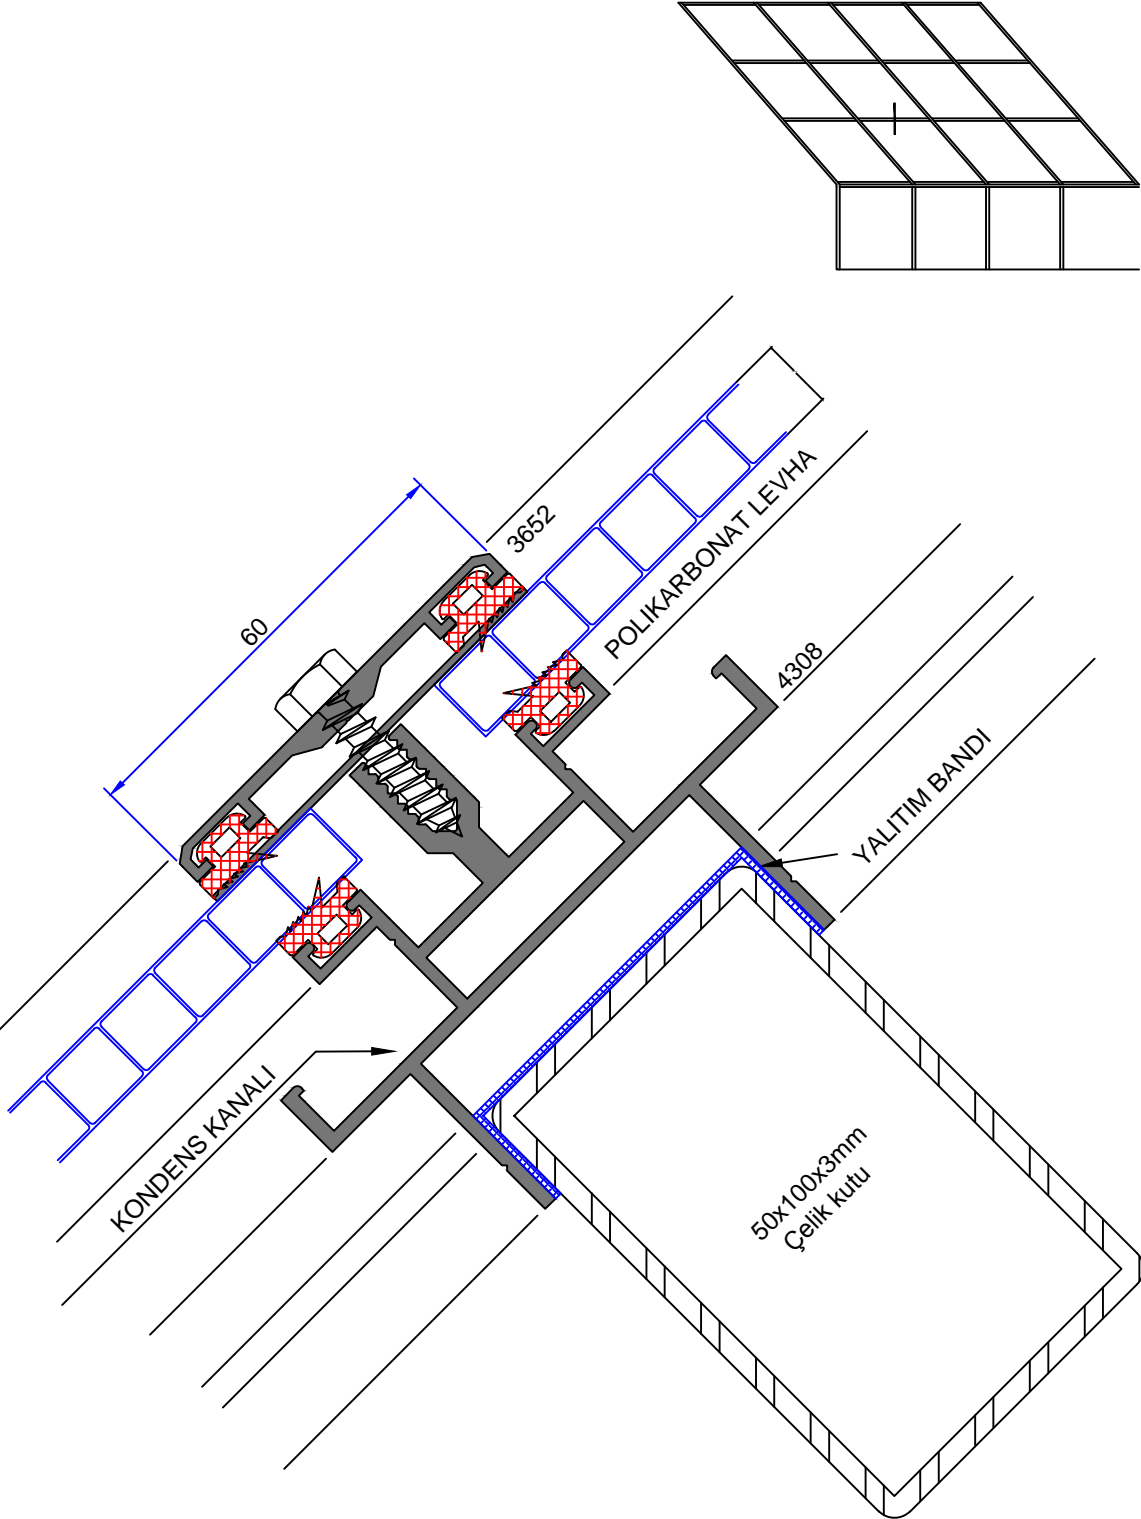 3652
60
POLIKARBONAT LEVHA
4308
YALITIM BANDI
KONDENS KANALI
50x100x3mm
Çelik kutu